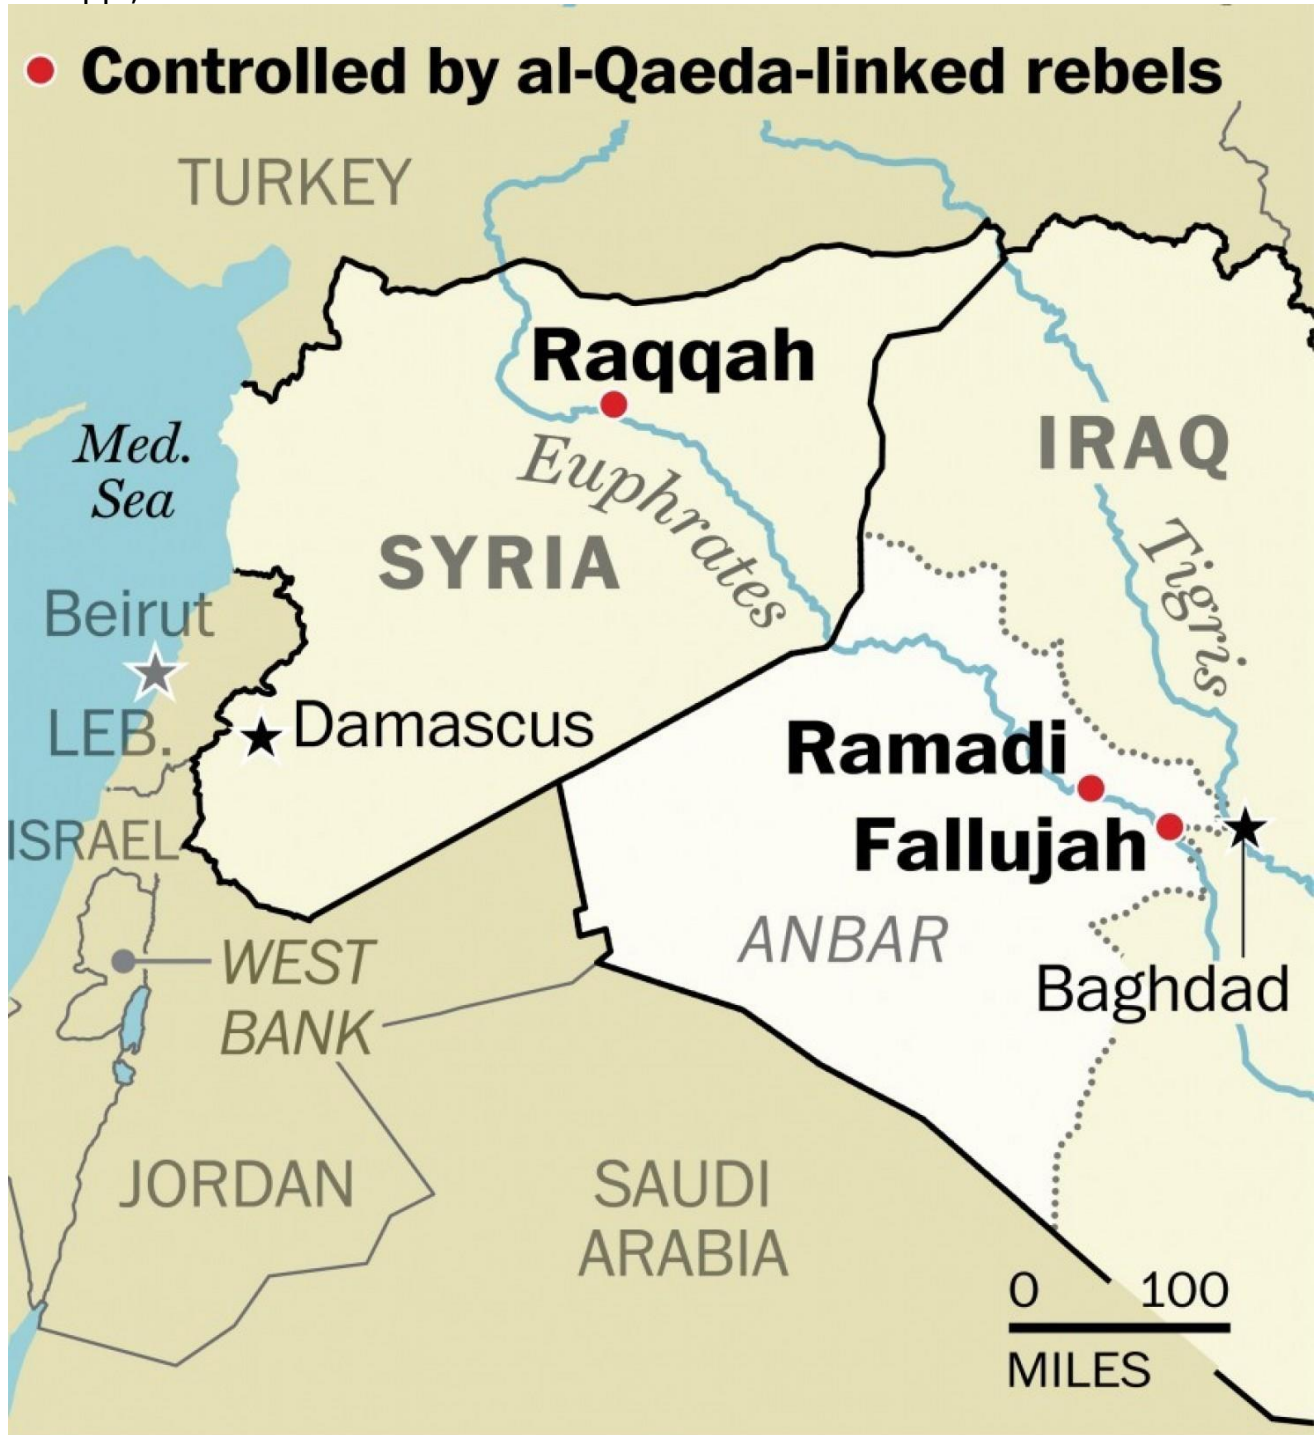 Controlled by al-Qaeda-linked rebels
TURKEY
Raqqah
IRAQ
Med.
Sea
Euphrates
SYRIA
Tigris
Beirut
LEB.
Damascus
Ramadi
Fallujah
ISRAEL
ANBAR
WEST
BANK
Baghdad
JORDAN
SAUDI
ARABIA
0 100
MILES